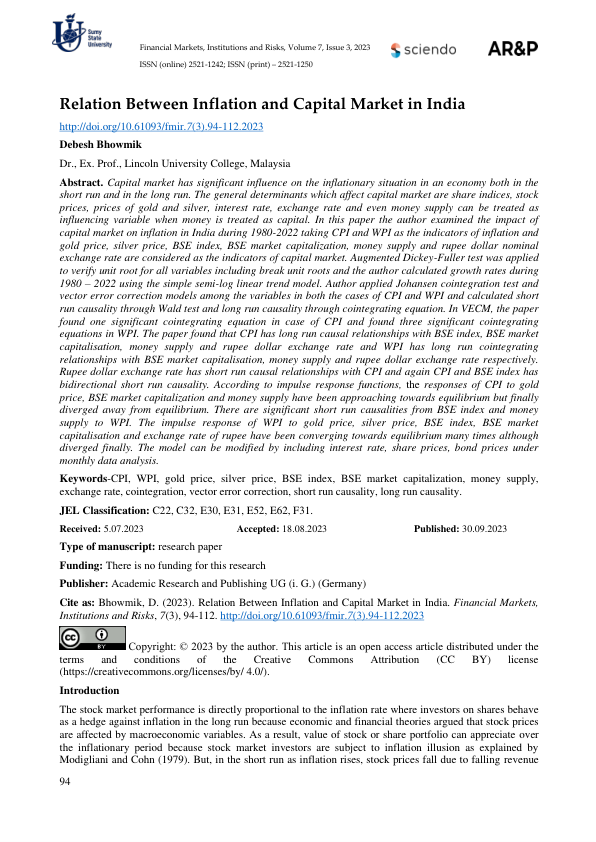 Sumy
State
University
Financial Markets, Institutions and Risks, Volume 7, Issue 3, 2023
ISSN (online) 2521-1242; ISSN (print) – 2521-1250
sciendo
AR&P
Relation Between Inflation and Capital Market in India
http://doi.org/10.61093/fmir.7(3).94-112.2023
Debesh Bhowmik
Dr., Ex. Prof., Lincoln University College, Malaysia
Abstract. Capital market has significant influence on the inflationary situation in an economy both in the
short run and in the long run. The general determinants which affect capital market are share indices, stock
prices, prices of gold and silver, interest rate, exchange rate and even money supply can be treated as
influencing variable when money is treated as capital. In this paper the author examined the impact of
capital market on inflation in India during 1980-2022 taking CPI and WPI as the indicators of inflation and
gold price, silver price, BSE index, BSE market capitalization, money supply and rupee dollar nominal
exchange rate are considered as the indicators of capital market. Augmented Dickey-Fuller test was applied
to verify unit root for all variables including break unit roots and the author calculated growth rates during
1980 – 2022 using the simple semi-log linear trend model. Author applied Johansen cointegration test and
vector error correction models among the variables in both the cases of CPI and WPI and calculated short
run causality through Wald test and long run causality through cointegrating equation. In VECM, the paper
found one significant cointegrating equation in case of CPI and found three significant cointegrating
equations in WPI. The paper found that CPI has long run causal relationships with BSE index, BSE market
capitalisation, money supply and rupee dollar exchange rate and WPI has long run cointegrating
relationships with BSE market capitalisation, money supply and rupee dollar exchange rate respectively.
Rupee dollar exchange rate has short run causal relationships with CPI and again CPI and BSE index has
bidirectional short run causality. According to impulse response functions, the responses of CPI to gold
price, BSE market capitalization and money supply have been approaching towards equilibrium but finally
diverged away from equilibrium. There are significant short run causalities from BSE index and money
supply to WPI. The impulse response of WPI to gold price, silver price, BSE index, BSE market
capitalisation and exchange rate of rupee have been converging towards equilibrium many times although
diverged finally. The model can be modified by including interest rate, share prices, bond prices under
monthly data analysis.
Keywords-CPI, WPI, gold price, silver price, BSE index, BSE market capitalization, money supply,
exchange rate, cointegration, vector error correction, short run causality, long run causality.
JEL Classification: C22, C32, E30, E31, E52, E62, F31.
Received: 5.07.2023 Accepted: 18.08.2023 Published: 30.09.2023
Type of manuscript: research paper
Funding: There is no funding for this research
Publisher: Academic Research and Publishing UG (i. G.) (Germany)
Cite as: Bhowmik, D. (2023). Relation Between Inflation and Capital Market in India. Financial Markets,
Institutions and Risks, 7(3), 94-112. http://doi.org/10.61093/fmir.7(3).94-112.2023
cc BY Copyright: © 2023 by the author. This article is an open access article distributed under the
terms and conditions of the Creative Commons Attribution (CC BY) license
(https://creativecommons.org/licenses/by/ 4.0/).
Introduction
The stock market performance is directly proportional to the inflation rate where investors on shares behave
as a hedge against inflation in the long run because economic and financial theories argued that stock prices
are affected by macroeconomic variables. As a result, value of stock or share portfolio can appreciate over
the inflationary period because stock market investors are subject to inflation illusion as explained by
Modigliani and Cohn (1979). But, in the short run as inflation rises, stock prices fall due to falling revenue
94